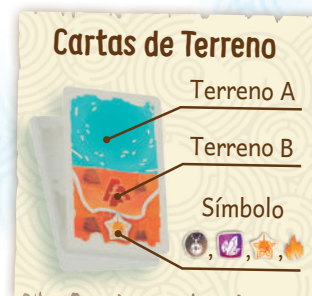 Cartas de Terreno
Terreno A
Terreno B
Símbolo
, , ,